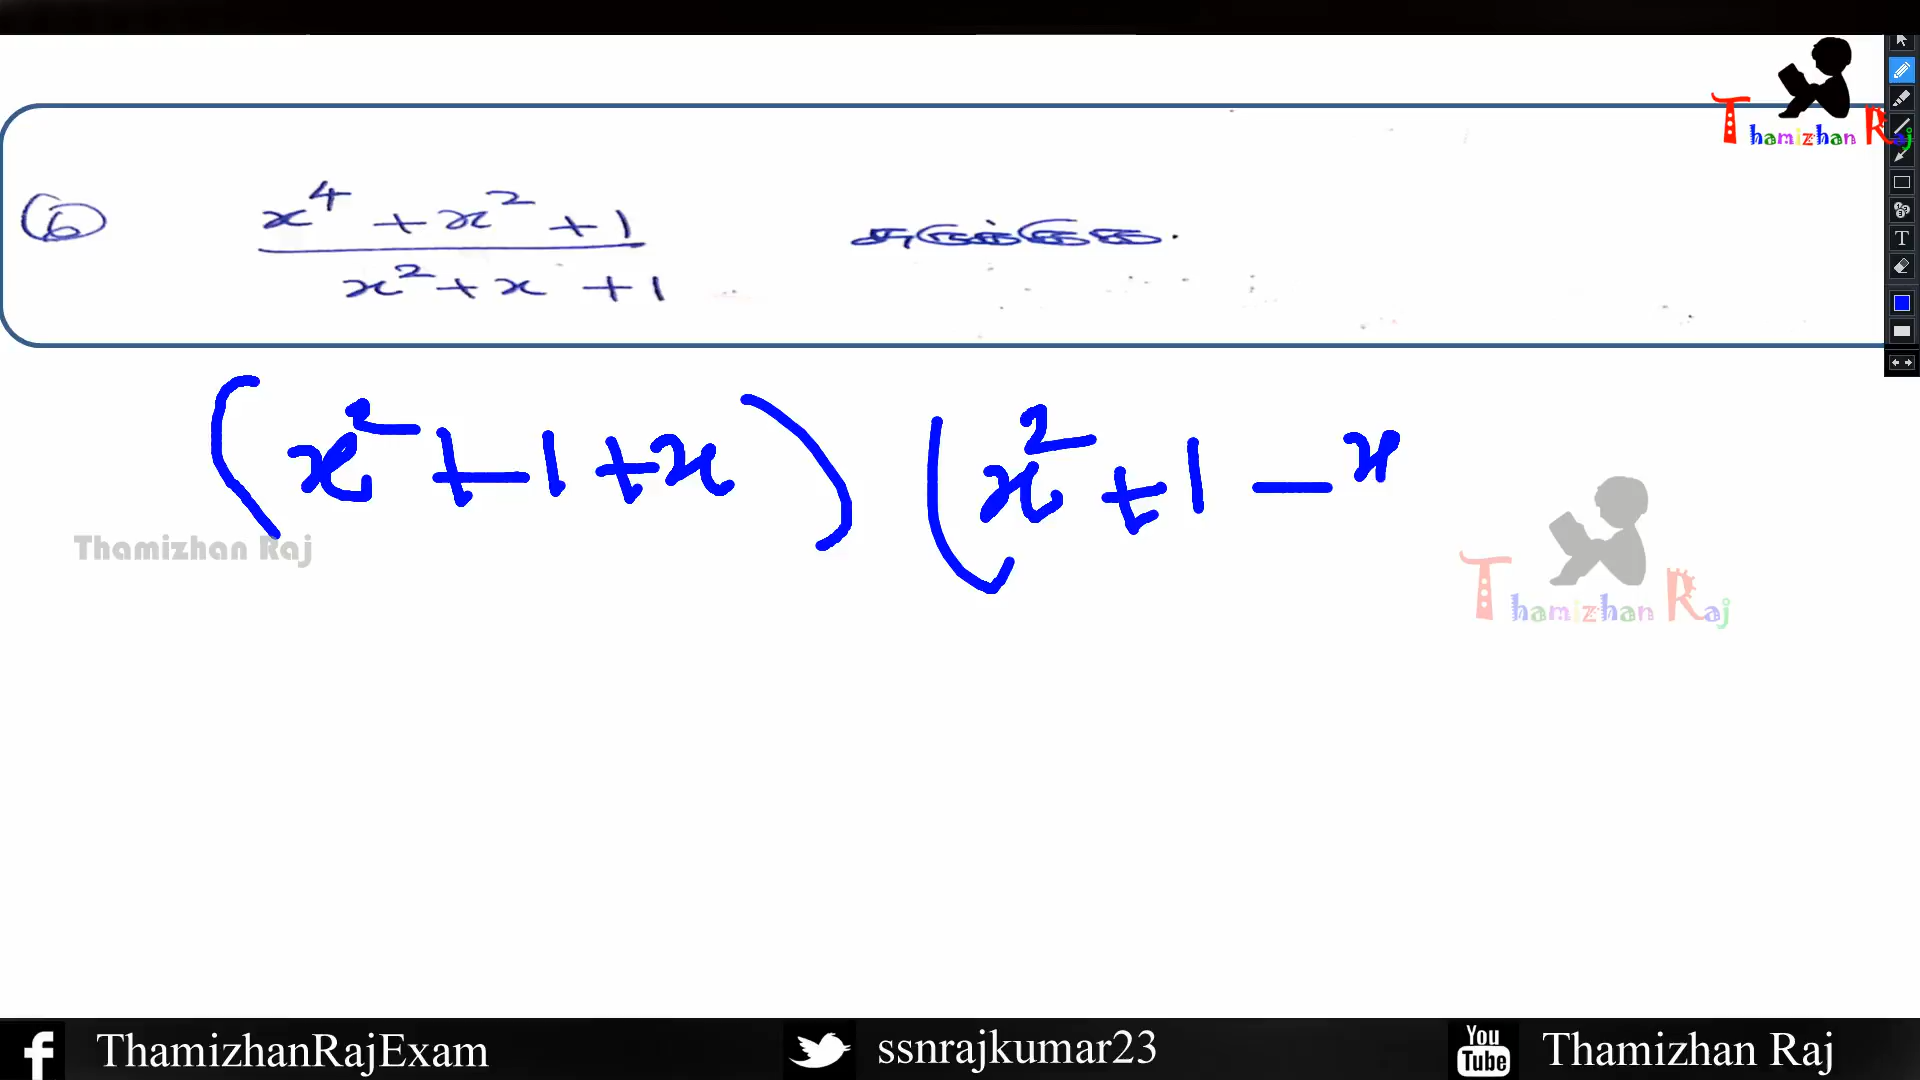 Thamizhan Raj
6 x⁴ + x² + 1 சுருக்குக.
x² + x + 1
(x² + 1 + x) (x² + 1 - x
Thamizhan Raj
Thamizhan Raj
ThamizhanRajExam ssnrajkumar23 You Tube Thamizhan Raj